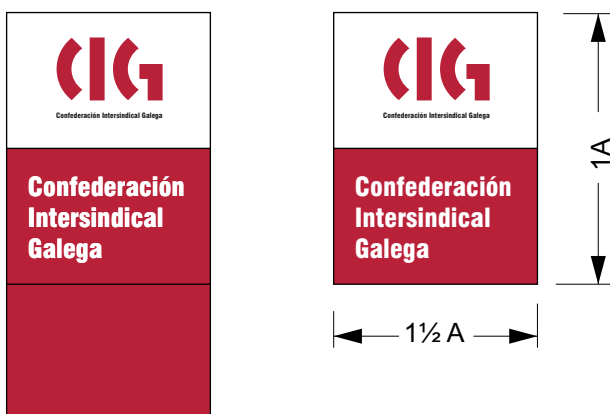 CIG
Confederación Intersindical Galega
Confederación
Intersindical
Galega
CIG
Confederación Intersindical Galega
Confederación
Intersindical
Galega
1A
1½ A